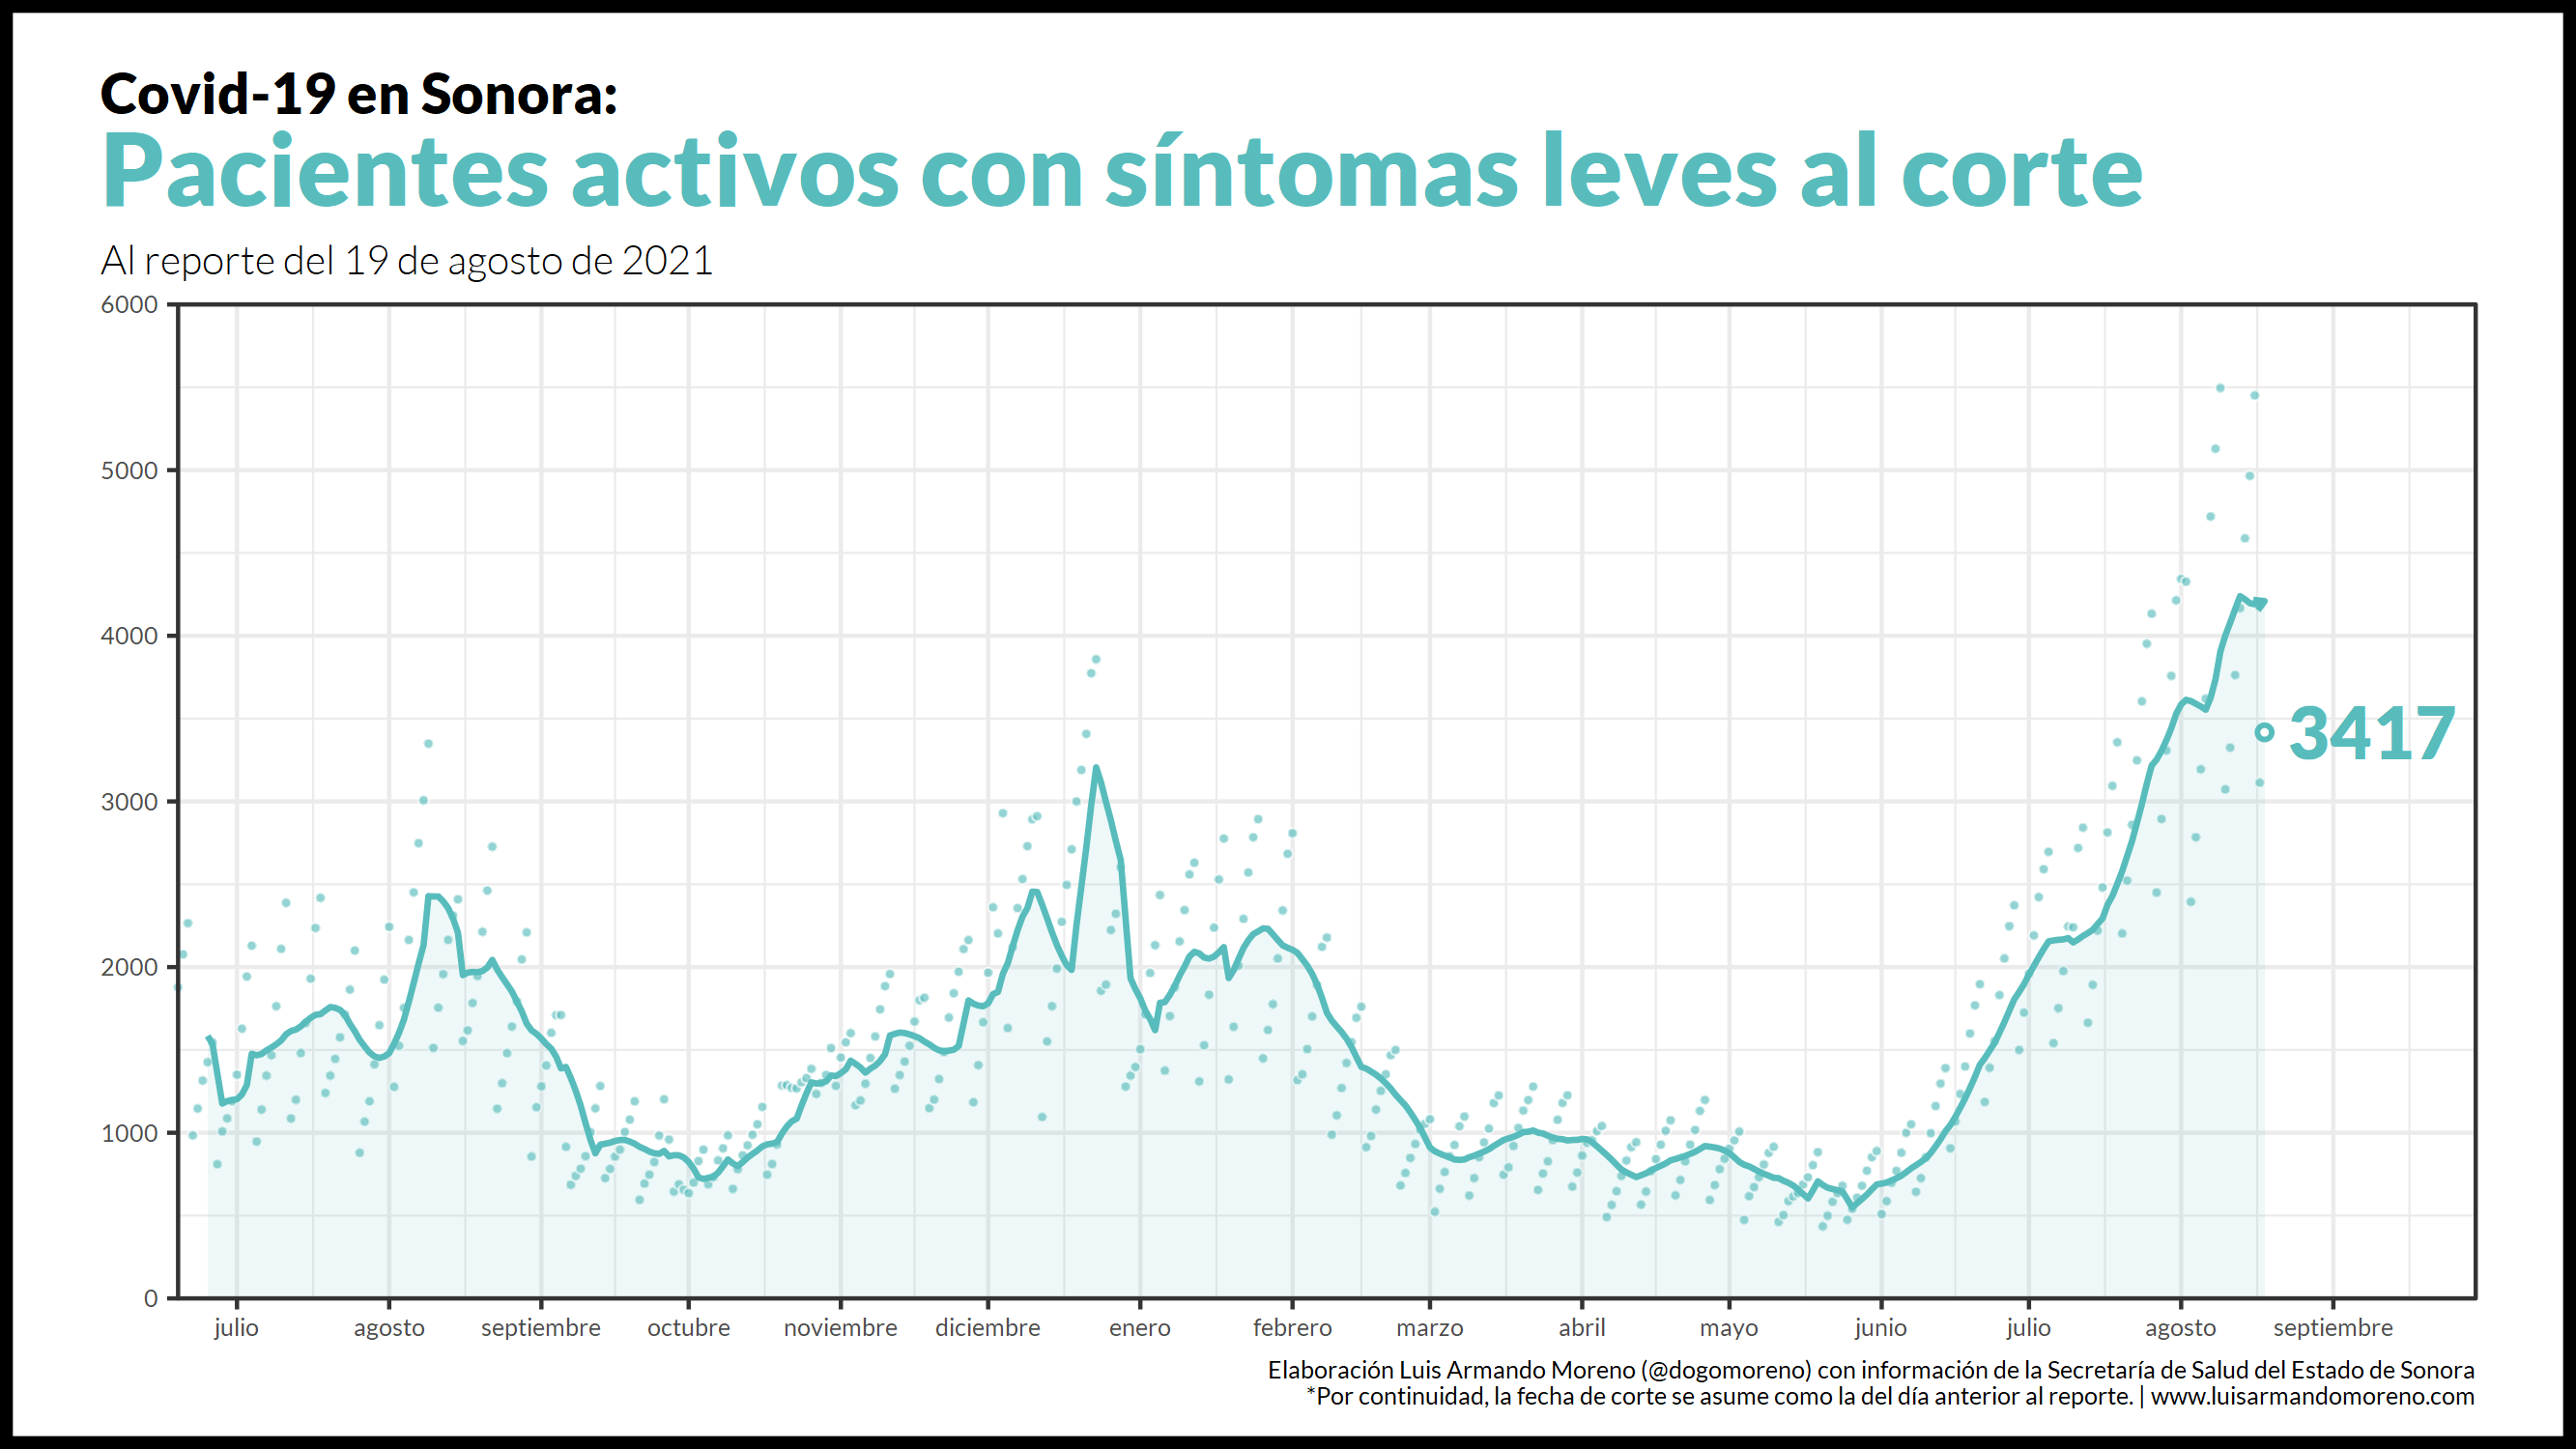 Covid-19 en Sonora:
Pacientes activos con síntomas leves al corte
Al reporte del 19 de agosto de 2021
6000
5000
4000
3000
2000
1000
0
3417
julio agosto septiembre octubre noviembre diciembre enero febrero marzo abril mayo junio julio agosto septiembre
Elaboración Luis Armando Moreno (@dogomoreno) con información de la Secretaría de Salud del Estado de Sonora
*Por continuidad, la fecha de corte se asume como la del día anterior al reporte. | www.luisarmandomoreno.com